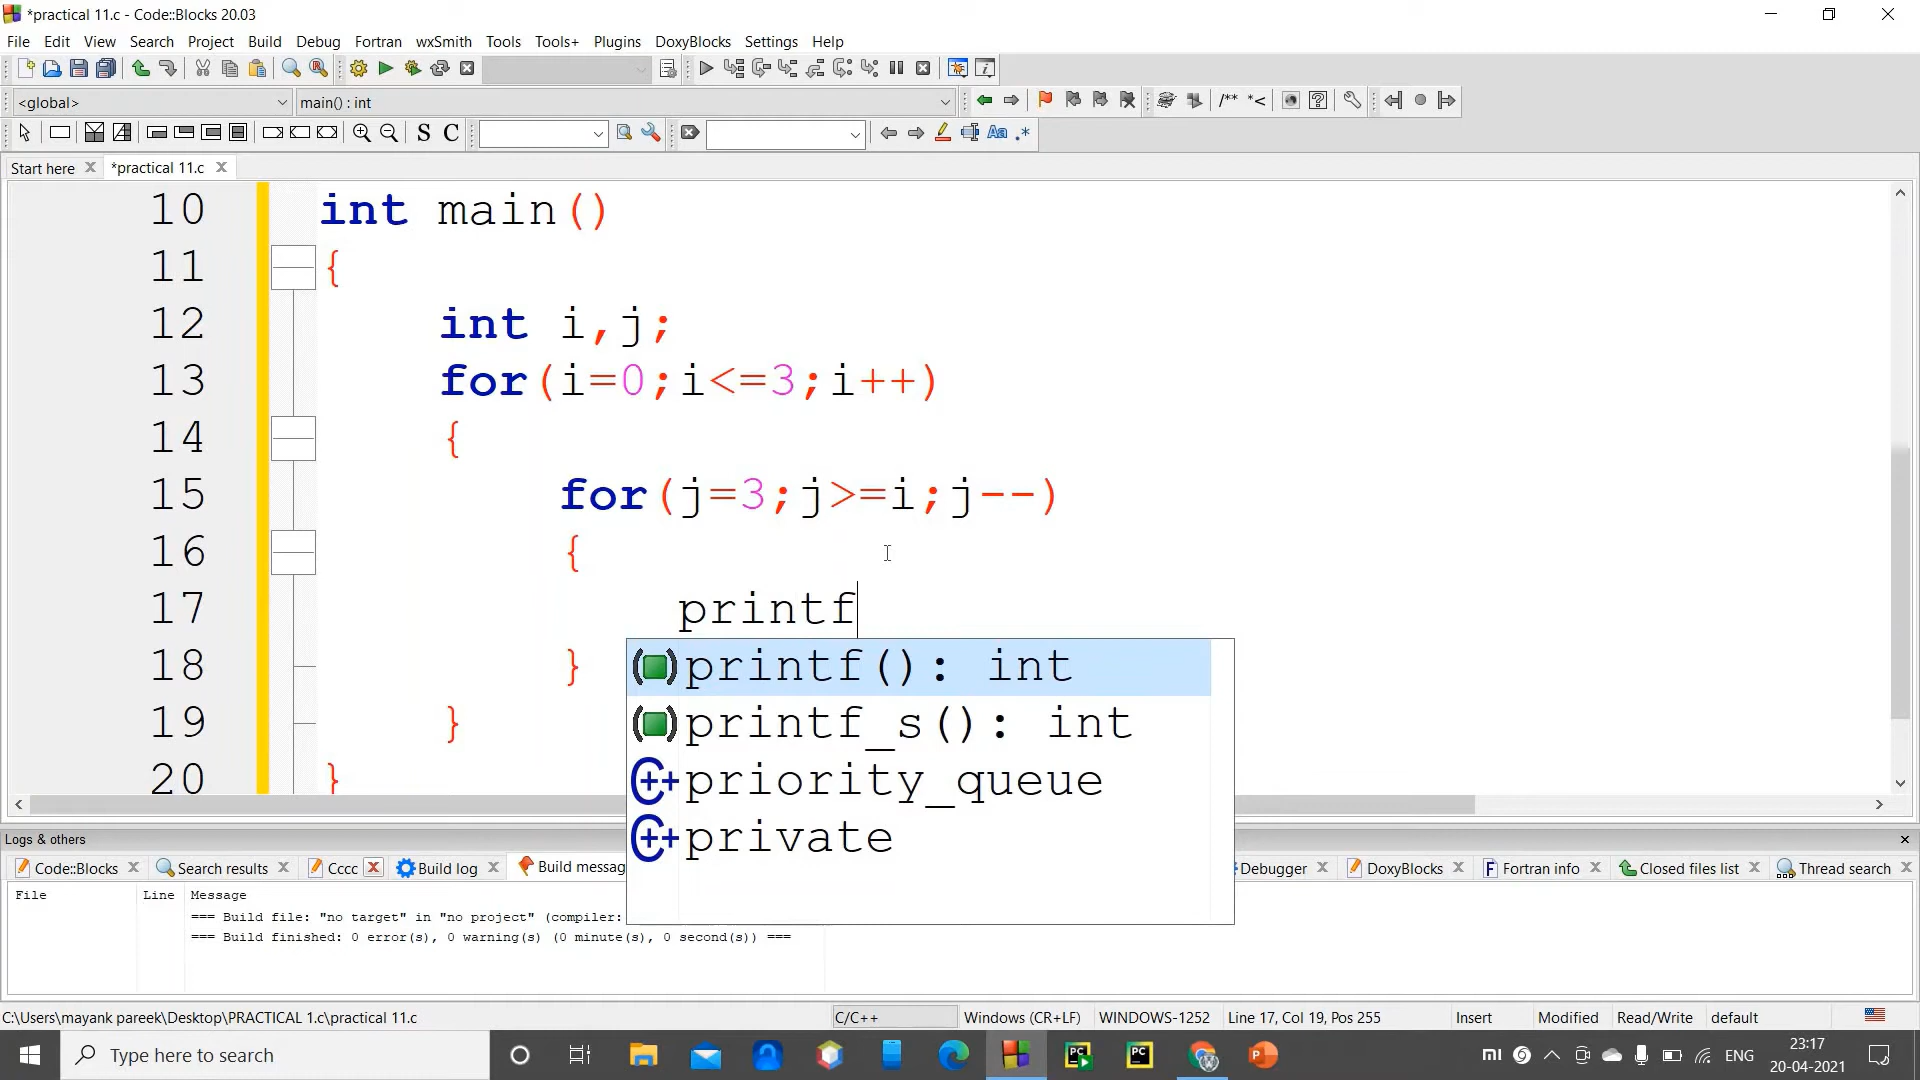 *practical 11.c - Code::Blocks 20.03
File Edit View Search Project Build Debug Fortran wxSmith Tools Tools+ Plugins DoxyBlocks Settings Help
<global> main() : int
/** *<
S C Aa .*
Start here *practical 11.c
10 int main()
11 {
12 int i,j;
13 for(i=0;i<=3;i++)
14 {
15 for(j=3;j>=i;j--)
16 {
17 printf
18 }
19 }
20 }
printf(): int
printf_s(): int
priority_queue
private
Logs & others
Code::Blocks Search results Cccc Build log Build messag Debugger DoxyBlocks Fortran info Closed files list Thread search
File Line Message
=== Build file: "no target" in "no project" (compiler:
=== Build finished: 0 error(s), 0 warning(s) (0 minute(s), 0 second(s)) ===
C:\Users\mayank pareek\Desktop\PRACTICAL 1.c\practical 11.c C/C++ Windows (CR+LF) WINDOWS-1252 Line 17, Col 19, Pos 255 Insert Modified Read/Write default
Type here to search
ENG
23:17
20-04-2021